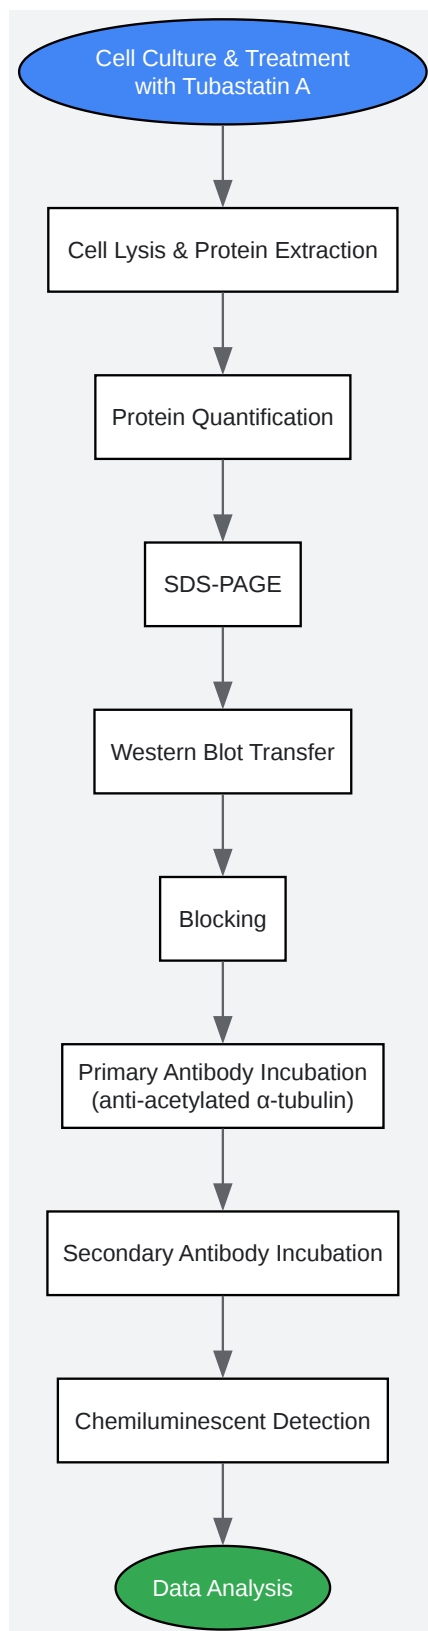 Cell Culture & Treatment
with Tubastatin A
Cell Lysis & Protein Extraction
Protein Quantification
SDS-PAGE
Western Blot Transfer
Blocking
Primary Antibody Incubation
(anti-acetylated α-tubulin)
Secondary Antibody Incubation
Chemiluminescent Detection
Data Analysis